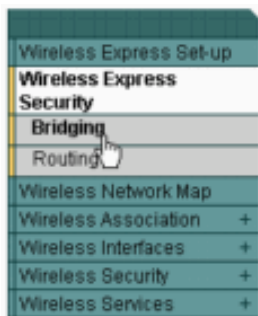 Wireless Express Set-up
Wireless Express
Security
Bridging
Routing
Wireless Network Map
Wireless Association +
Wireless Interfaces +
Wireless Security +
Wireless Services +